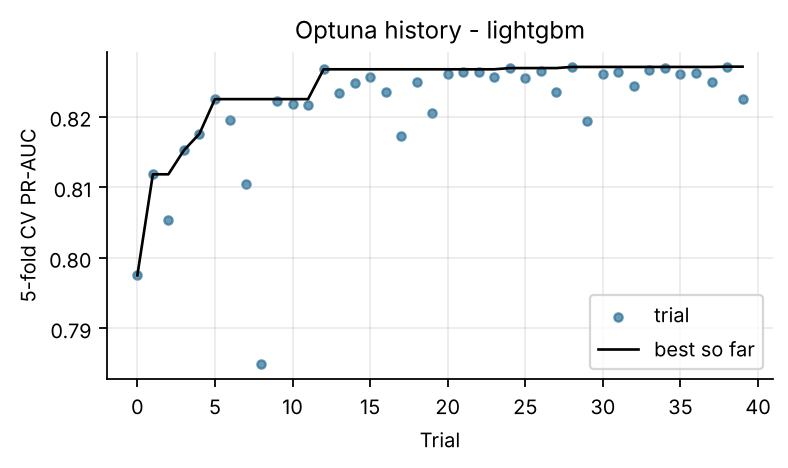 Optuna history - lightgbm
5-fold CV PR-AUC
0.82
0.81
0.80
0.79
trial
best so far
0 5 10 15 20 25 30 35 40
Trial